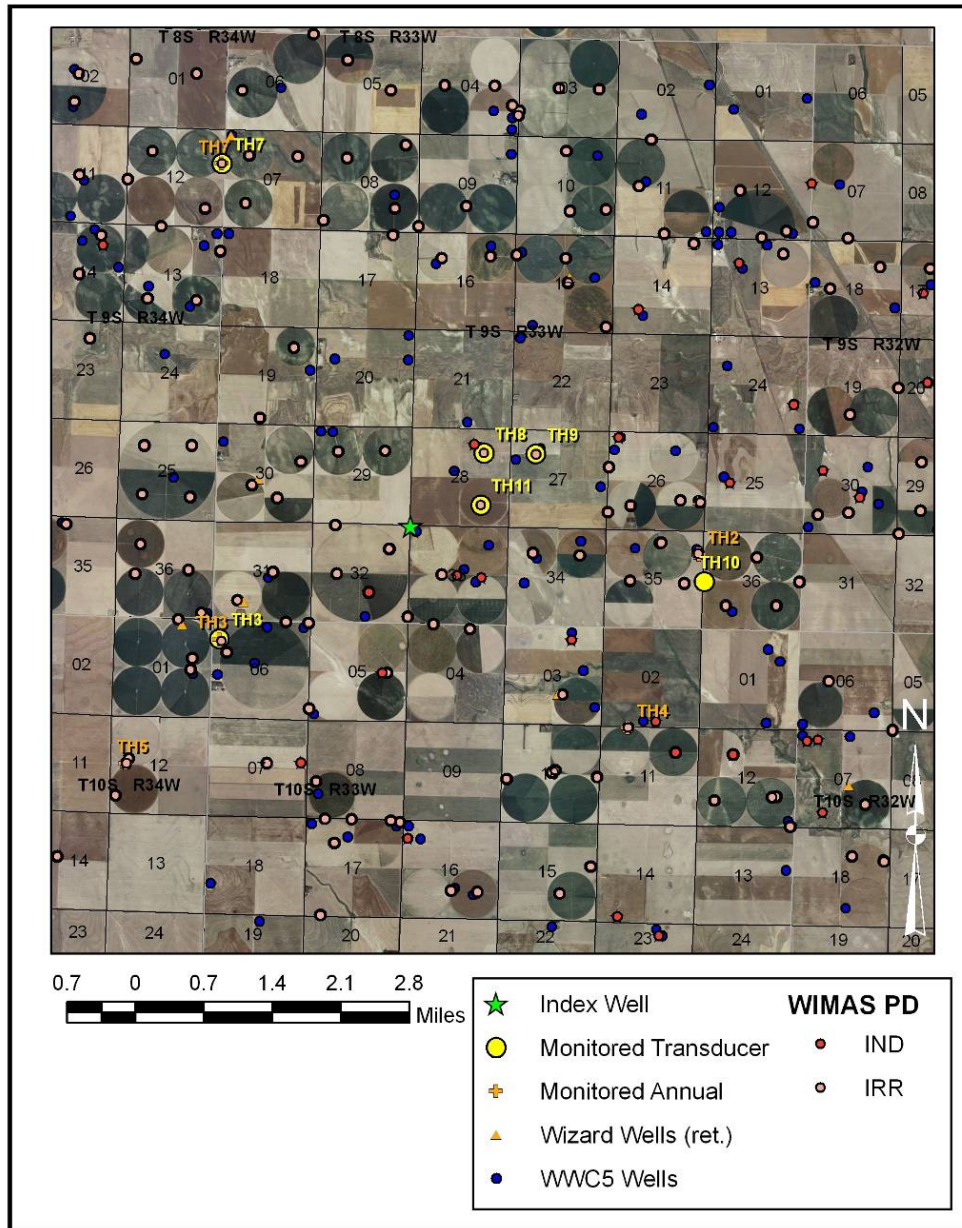 T 8S R34W T 8S R33W
02 01 06 05 04 03 02 01 06 05
TH7 TH7
11 12 07 08 09 10 11 12 07 08
14 13 18 17 16 15 14 13 18 17
T 9S R34W T 9S R33W T 9S R32W
23 24 19 20 21 22 23 24 19 20
TH8 TH9
26 25 30 29 28 27 26 25 30 29
TH11
TH2
35 36 31 32 33 34 35 36 31 32
TH10
TH3 TH3
02 01 06 05 04 03 02 01 06 05
TH4
N
TH5
11 12 07 08 09 10 11 12 07 08
T10S R34W T10S R33W T10S R32W
14 13 18 17 16 15 14 13 18 17
23 24 19 20 21 22 23 24 19 20
0.7 0 0.7 1.4 2.1 2.8
Miles
Index Well
Monitored Transducer
Monitored Annual
Wizard Wells (ret.)
WWC5 Wells
WIMAS PD
IND
IRR